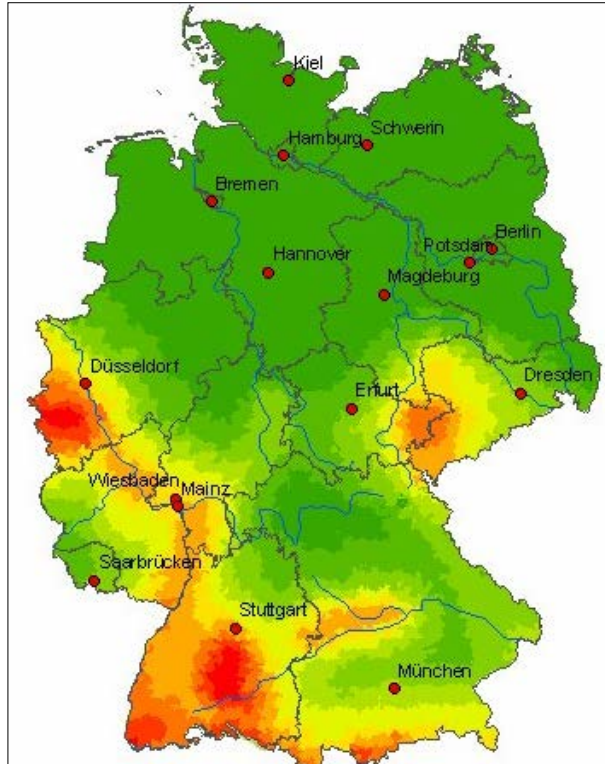 Kiel
Hamburg
Schwerin
Bremen
Berlin
Potsdam
Hannover
Magdeburg
Düsseldorf
Dresden
Erfurt
Wiesbaden
Mainz
Saarbrücken
Stuttgart
München